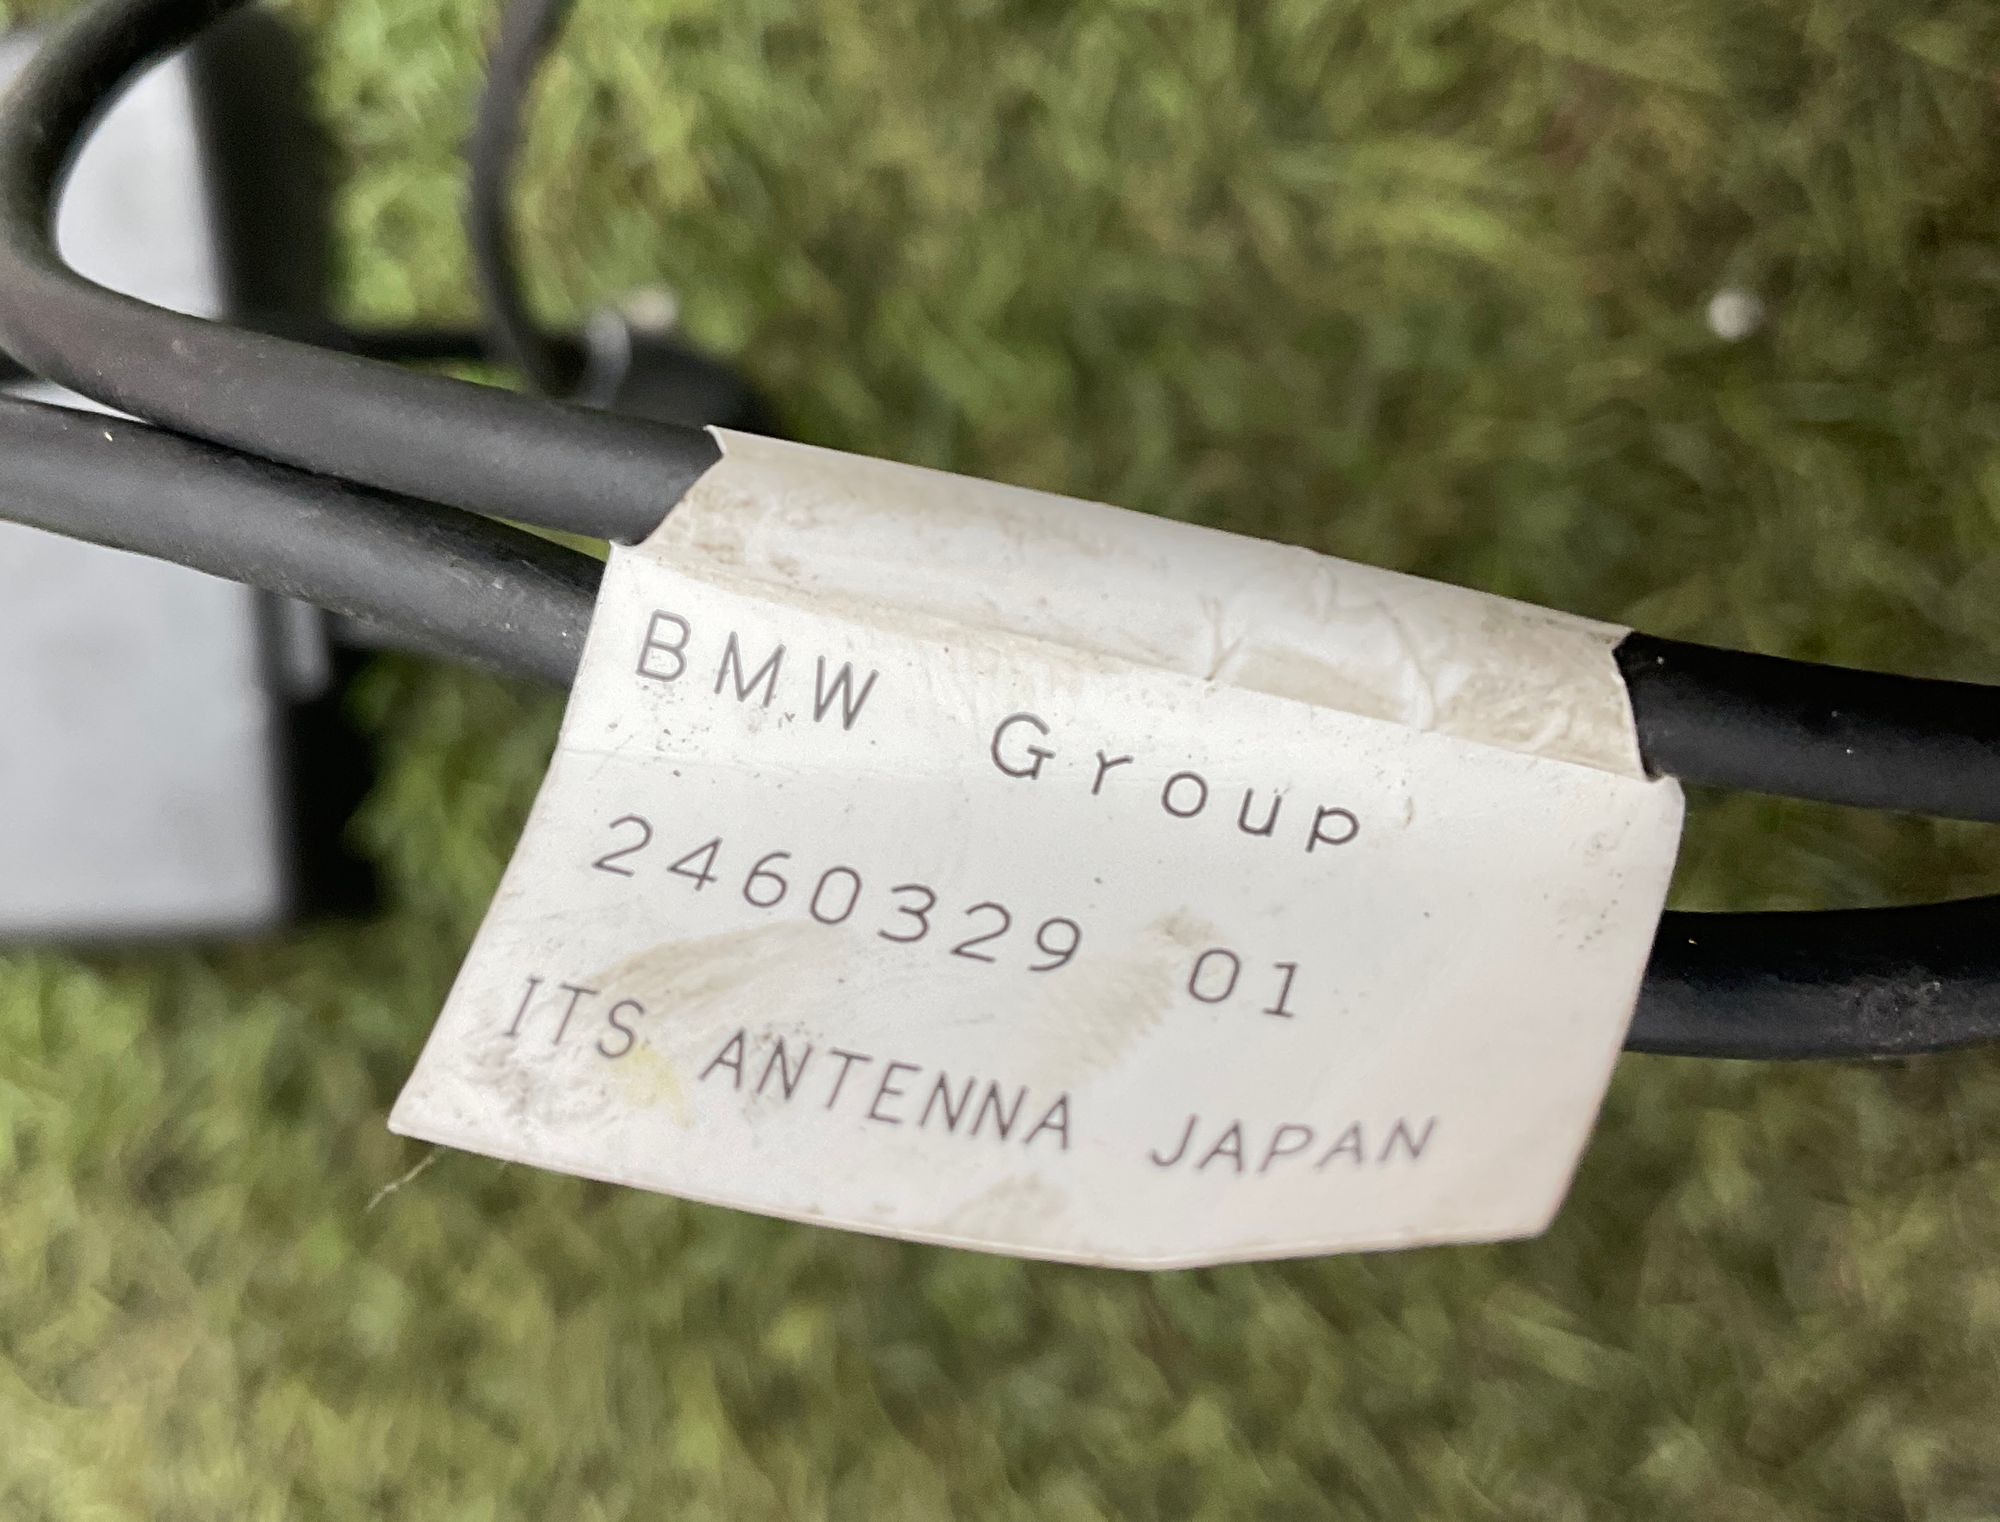 BMW Group
2460329 01
ITS ANTENNA JAPAN